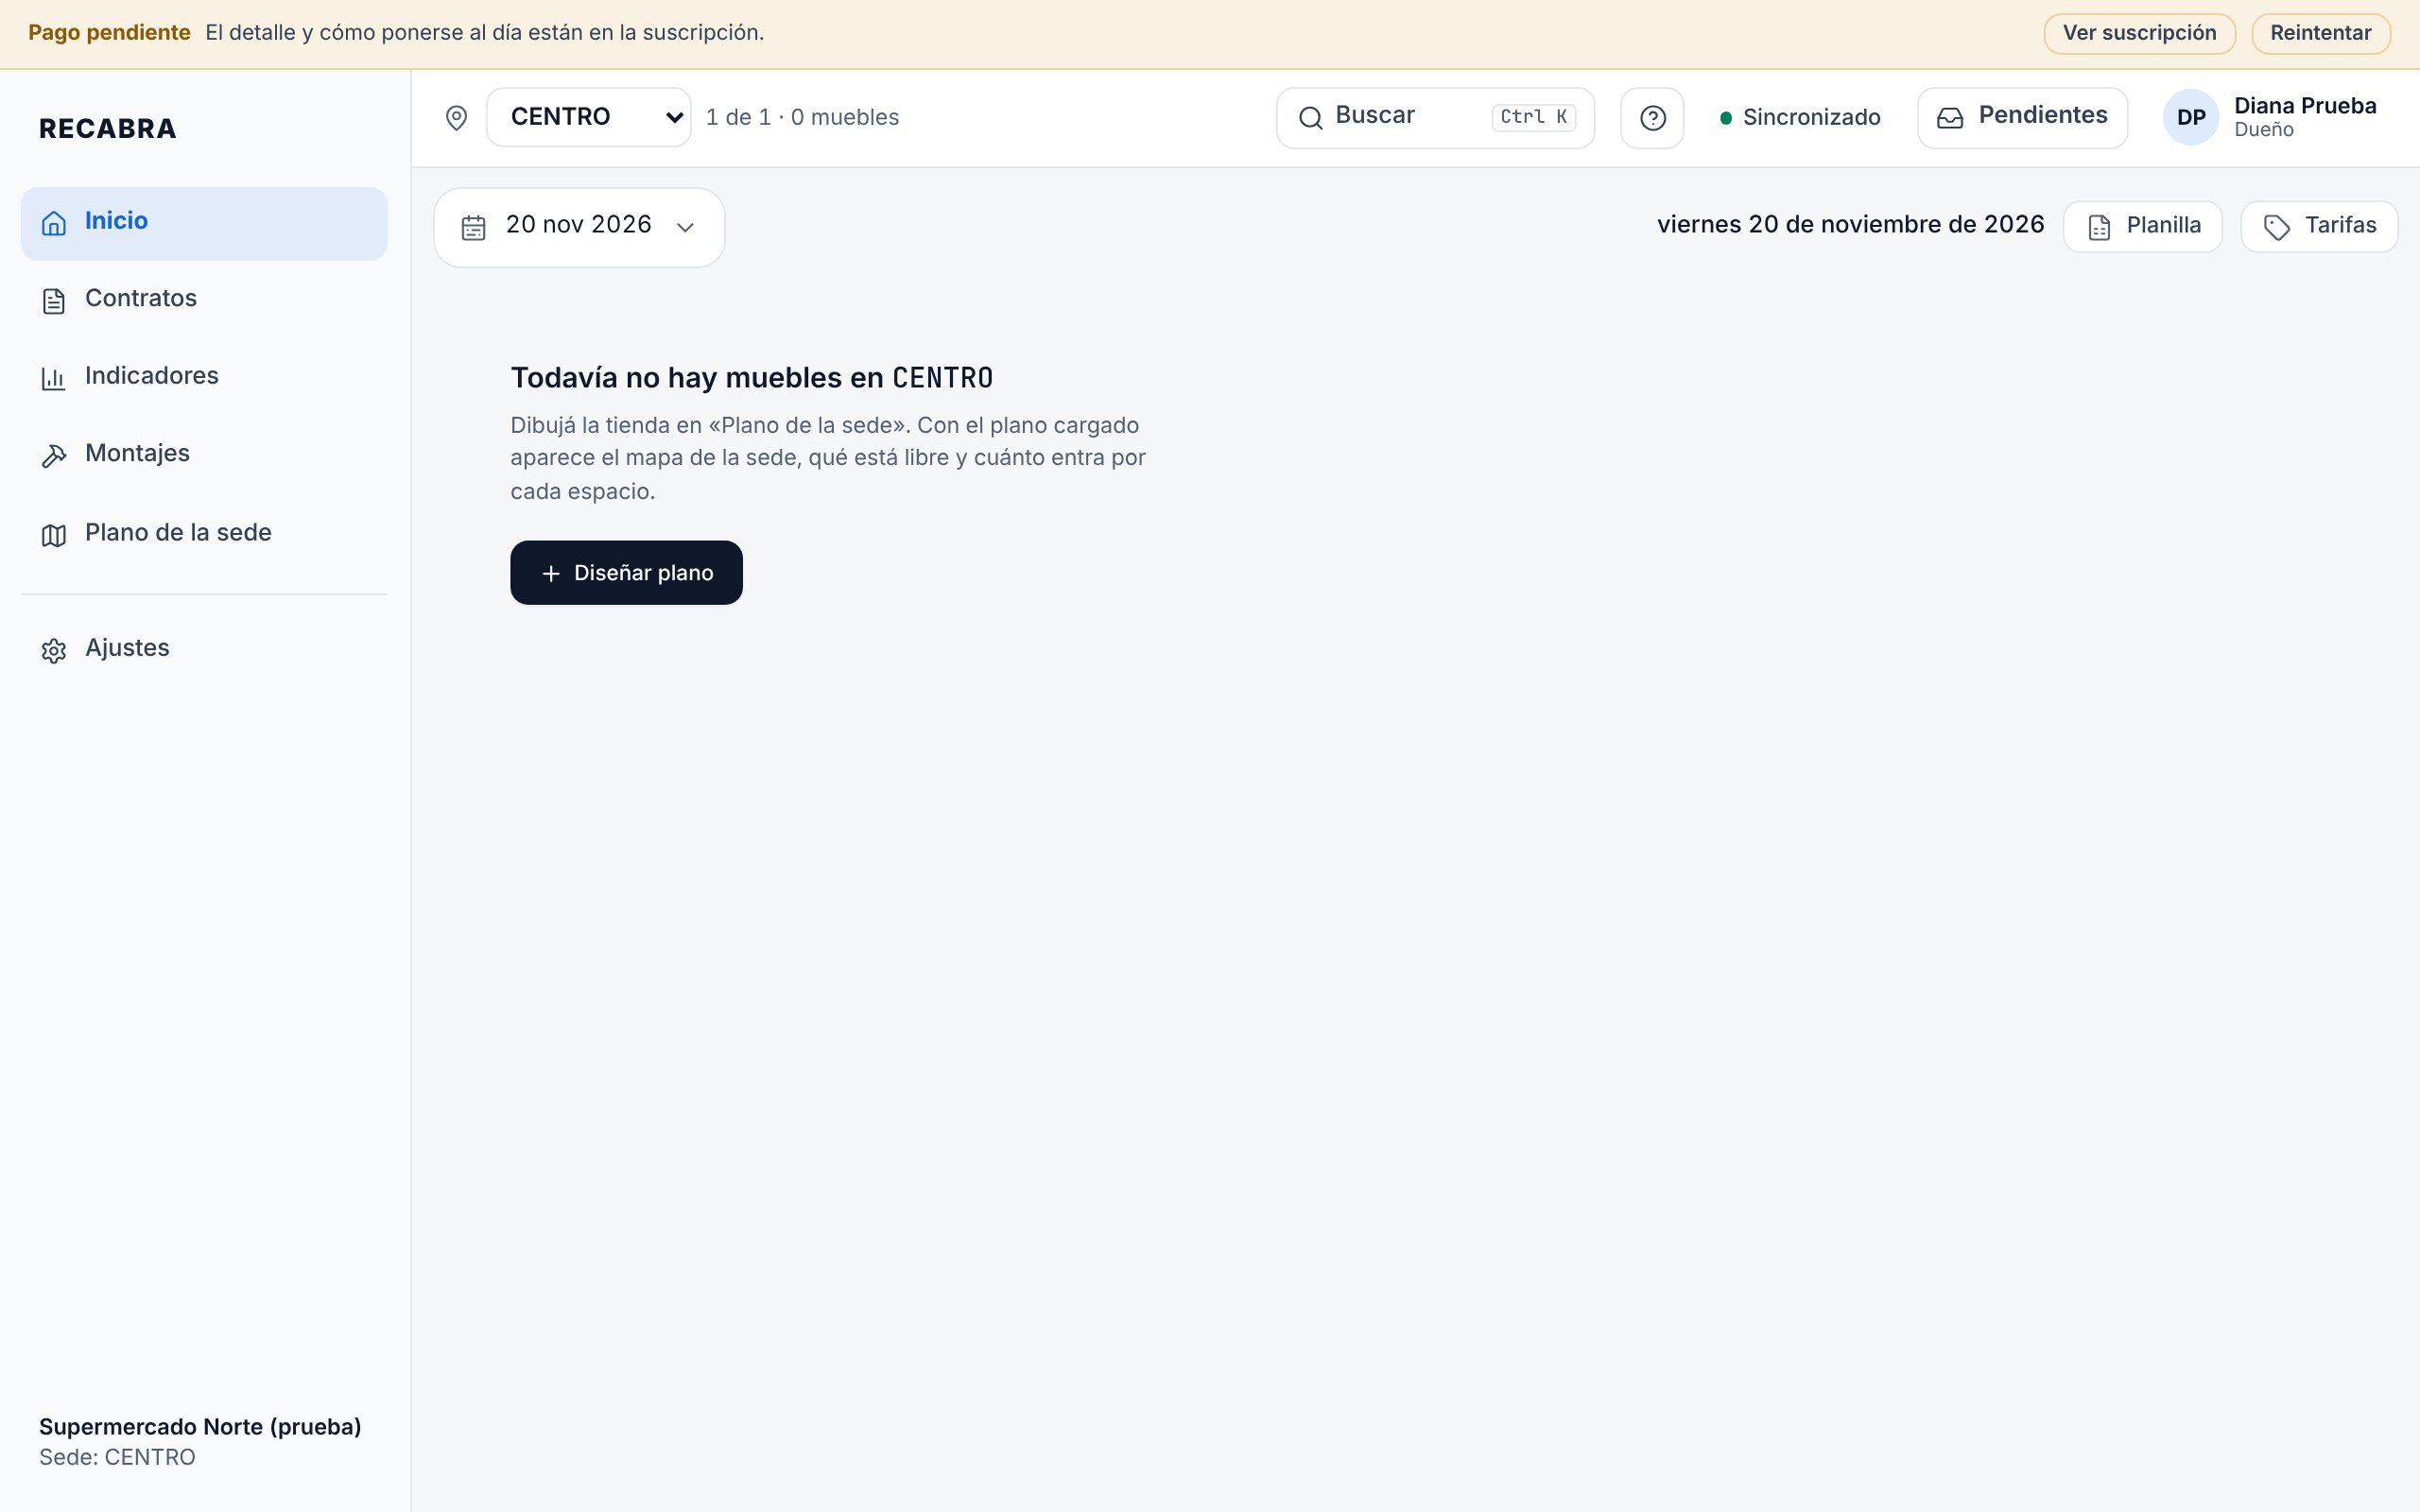 Pago pendiente El detalle y cómo ponerse al día están en la suscripción. Ver suscripción Reintentar
RECABRA
CENTRO 1 de 1 · 0 muebles Buscar Ctrl K Sincronizado Pendientes DP Diana Prueba
Dueño
Inicio
Contratos
Indicadores
Montajes
Plano de la sede
Ajustes
20 nov 2026 viernes 20 de noviembre de 2026 Planilla Tarifas
Todavía no hay muebles en CENTRO
Dibujá la tienda en «Plano de la sede». Con el plano cargado
aparece el mapa de la sede, qué está libre y cuánto entra por
cada espacio.
Diseñar plano
Supermercado Norte (prueba)
Sede: CENTRO